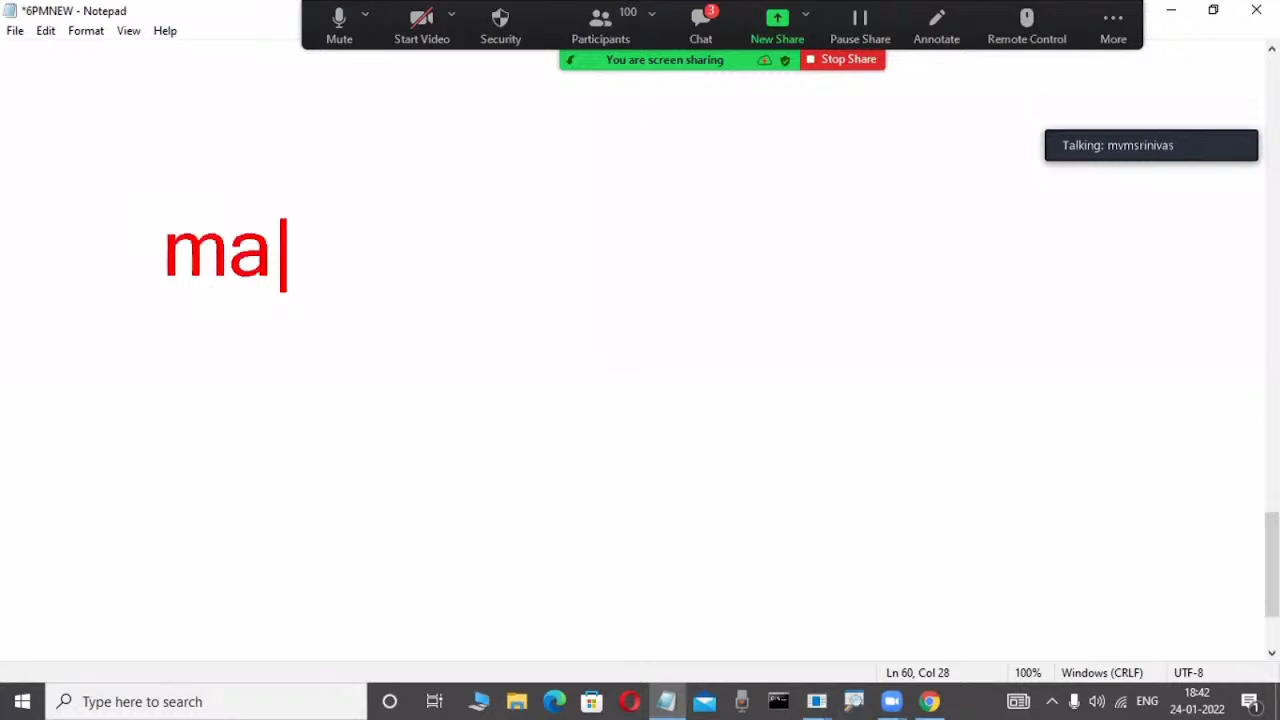 *6PMNEW - Notepad
File Edit Format View Help
Mute Start Video Security Participants 100 Chat 3 New Share Pause Share Annotate Remote Control More
You are screen sharing Stop Share
Talking: mvmsrinivas
ma
Ln 60, Col 28 100% Windows (CRLF) UTF-8
Type here to search
ENG
18:42
24-01-2022
1